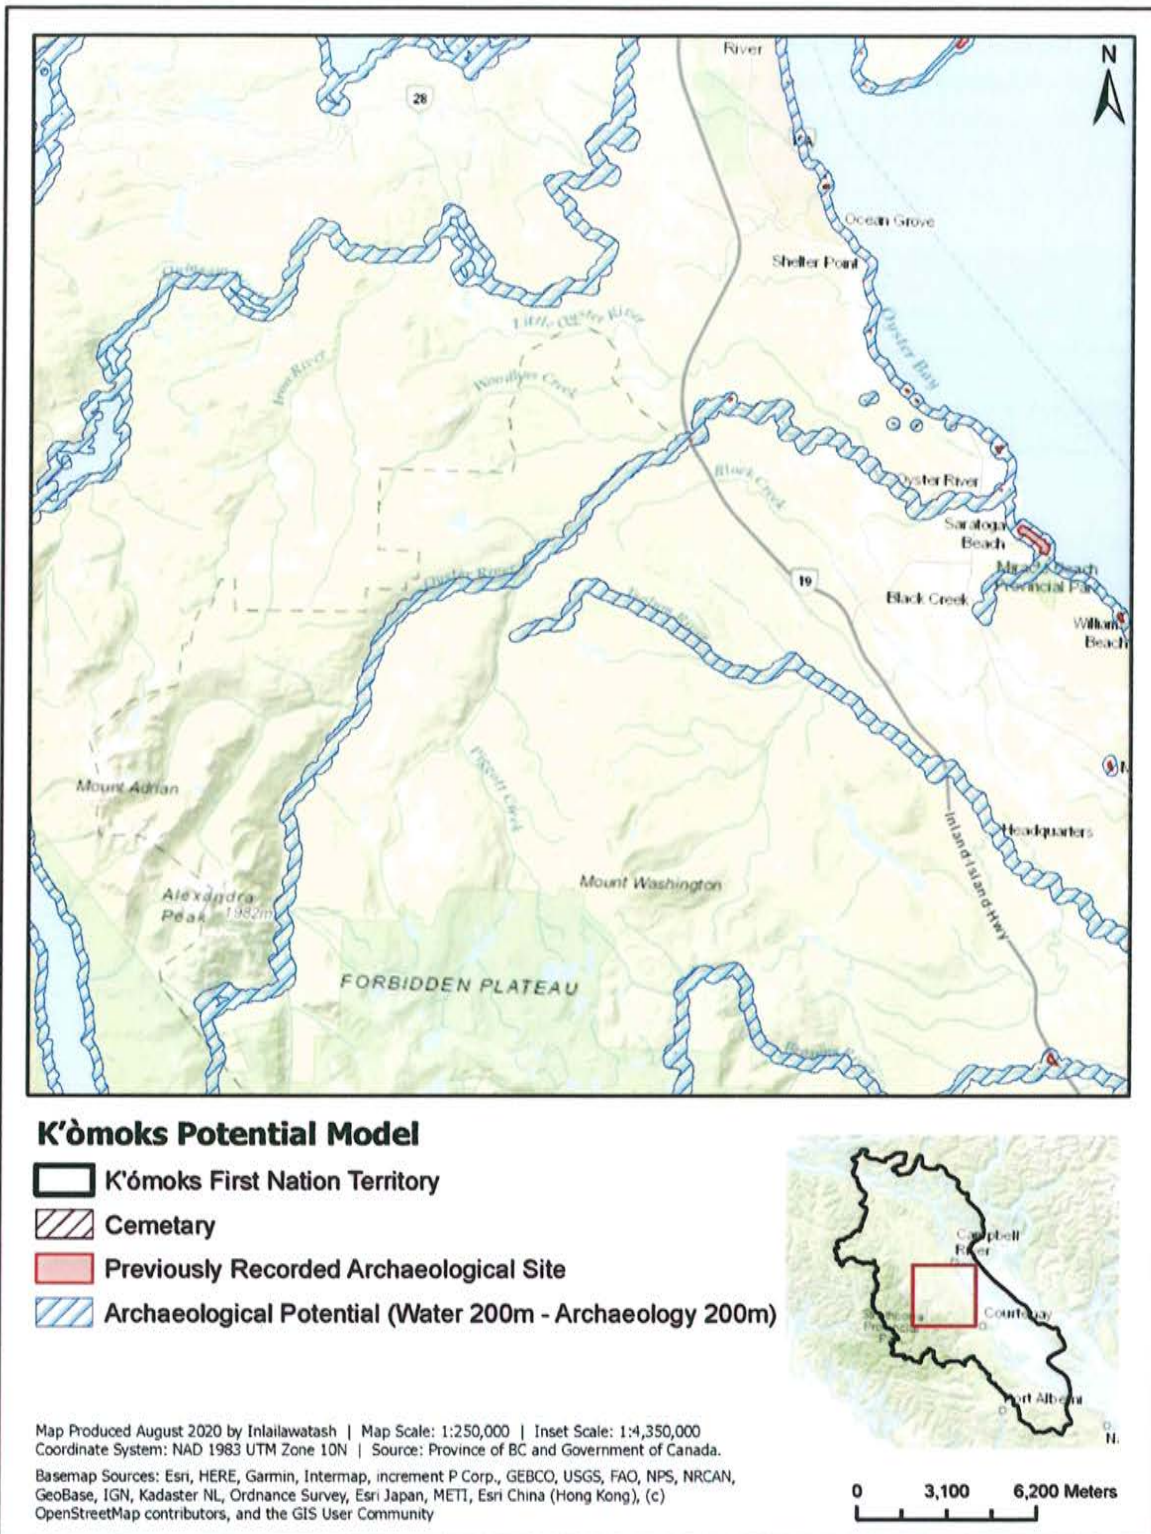 River
N
28
Ocean Grove
Shelter Point
Oyster Bay
Little Oyster River
Iron River
Woodhus Creek
Black Creek
Oyster River
Saratoga
Beach
Oyster River
19
Provincial Park
Black Creek
William
Beach
Mount Adrian
Piggott Creek
Headquarters
Inland Island Hwy
Mount Washington
Alexandra
Peak 1982m
FORBIDDEN PLATEAU
K'òmoks Potential Model
K'ómoks First Nation Territory
Cemetary
Previously Recorded Archaeological Site
Archaeological Potential (Water 200m - Archaeology 200m)
Campbell
River
Courtenay
Port Alberni
N.
Map Produced August 2020 by Inlailawatash | Map Scale: 1:250,000 | Inset Scale: 1:4,350,000
Coordinate System: NAD 1983 UTM Zone 10N | Source: Province of BC and Government of Canada.
Basemap Sources: Esri, HERE, Garmin, Intermap, increment P Corp., GEBCO, USGS, FAO, NPS, NRCAN,
GeoBase, IGN, Kadaster NL, Ordnance Survey, Esri Japan, METI, Esri China (Hong Kong), (c)
OpenStreetMap contributors, and the GIS User Community
0 3,100 6,200 Meters